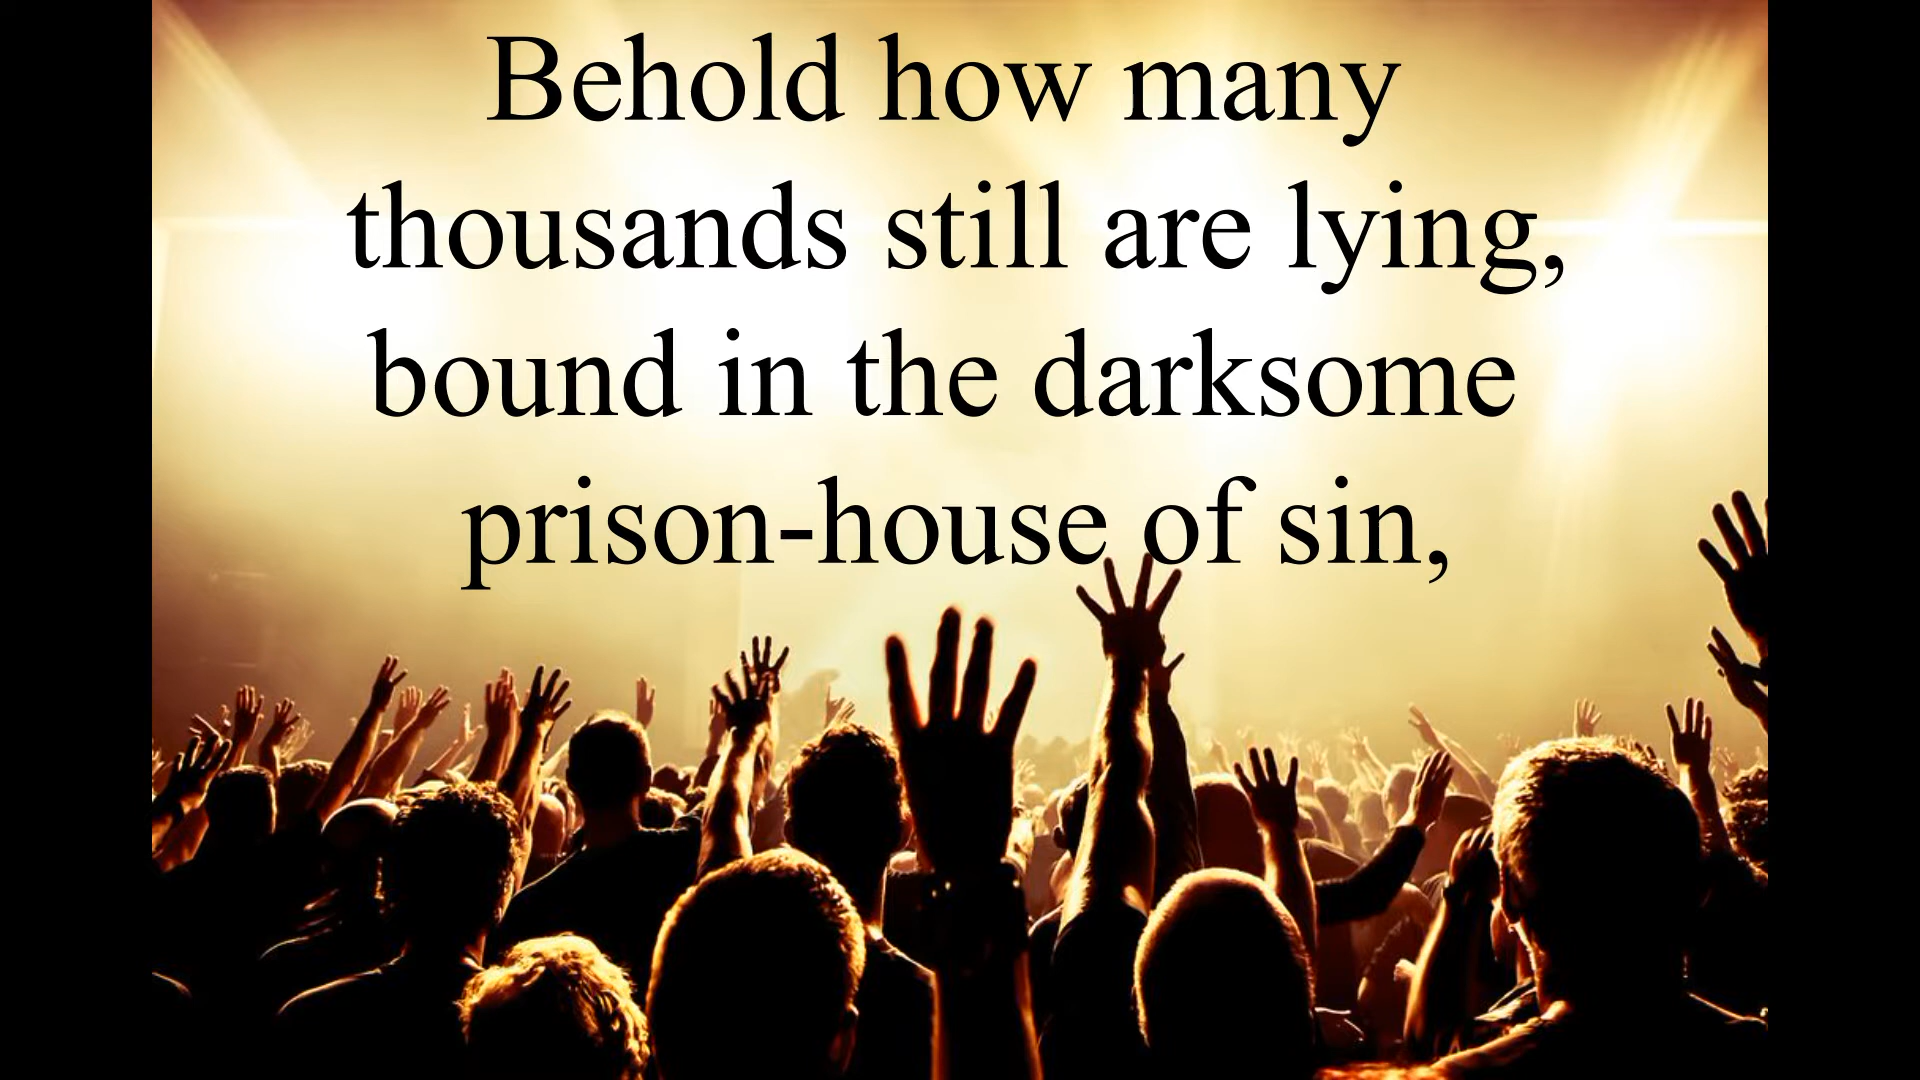 Behold how many
thousands still are lying,
bound in the darksome
prison-house of sin,